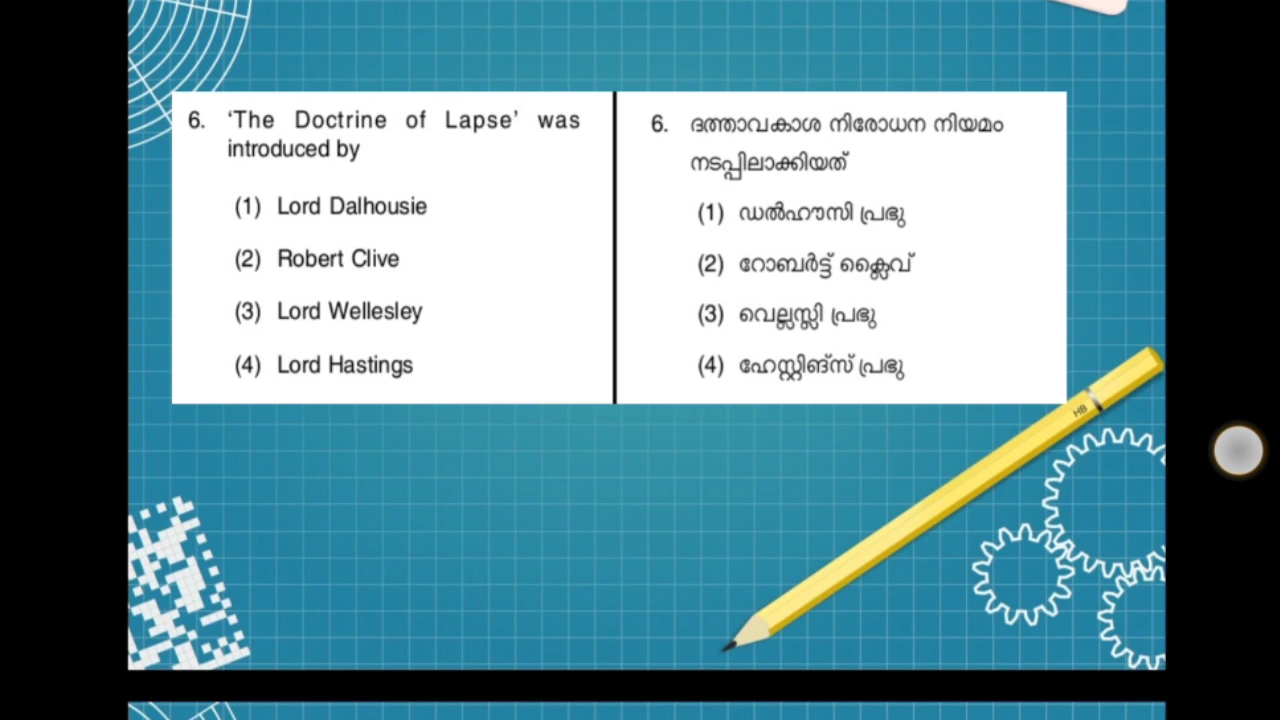 6. ‘The Doctrine of Lapse’ was
introduced by
(1) Lord Dalhousie
(2) Robert Clive
(3) Lord Wellesley
(4) Lord Hastings
6. ദത്താവകാശ നിരോധന നിയമം
നടപ്പിലാക്കിയത്
(1) ഡൽഹൗസി പ്രഭു
(2) റോബർട്ട് ക്ലൈവ്
(3) വെല്ലസ്ലി പ്രഭു
(4) ഹേസ്റ്റിങ്സ് പ്രഭു
HB